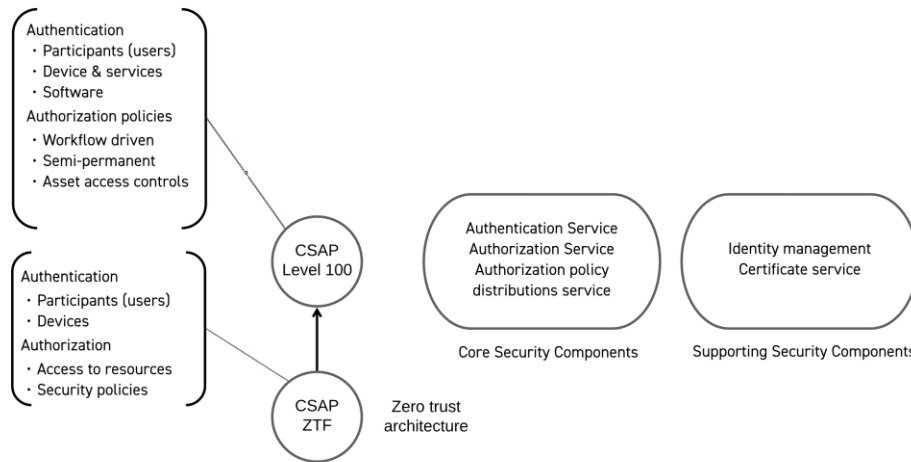 Authentication
・Participants (users)
・Device & services
・Software
Authorization policies
・Workflow driven
・Semi-permanent
・Asset access controls
CSAP
Level 100
Authentication Service
Authorization Service
Authorization policy
distributions service
Core Security Components
Identity management
Certificate service
Supporting Security Components
Authentication
・Participants (users)
・Devices
Authorization
・Access to resources
・Security policies
CSAP
ZTF
Zero trust
architecture